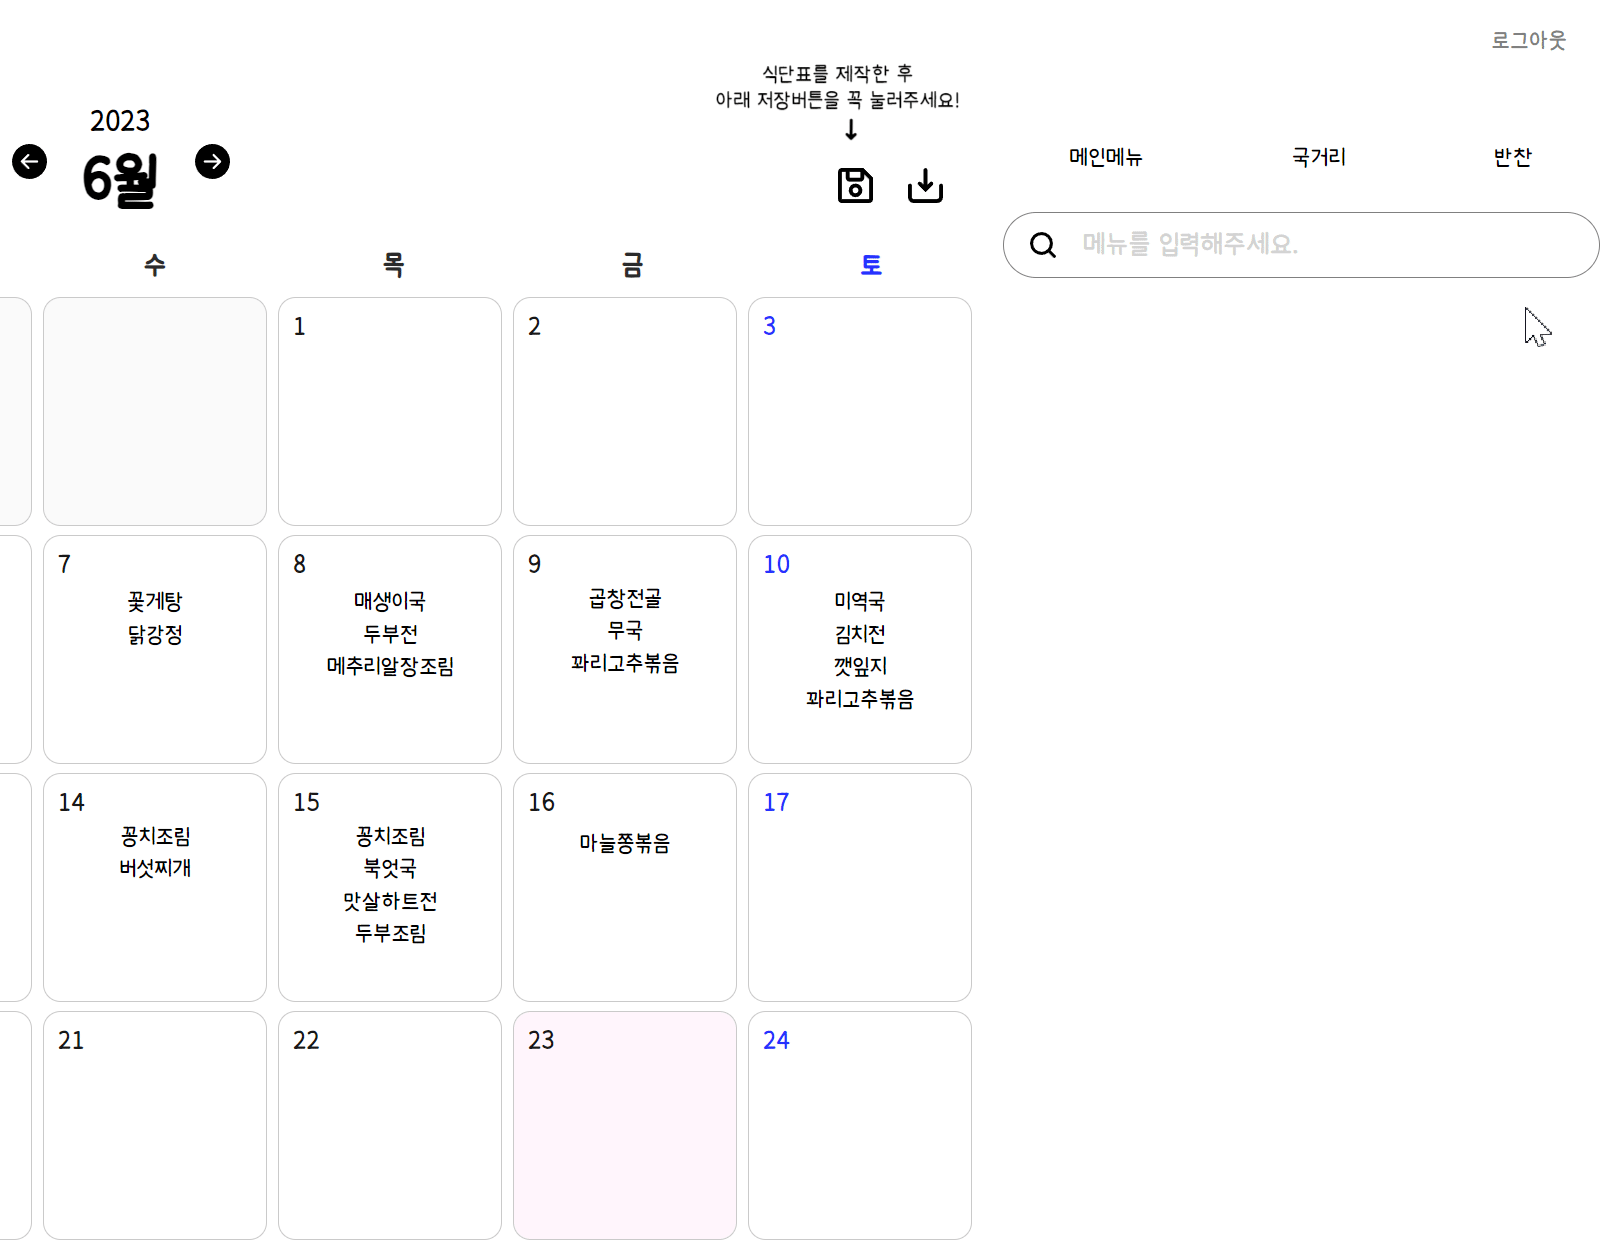 로그아웃
식단표를 제작한 후
아래 저장버튼을 꼭 눌러주세요!
↓
2023
6월
메인메뉴 국거리 반찬
메뉴를 입력해주세요.
수 목 금 토
1 2 3
7
꽃게탕
닭강정
8
매생이국
두부전
메추리알장조림
9
곱창전골
무국
꽈리고추볶음
10
미역국
김치전
깻잎지
꽈리고추볶음
14
꽁치조림
버섯찌개
15
꽁치조림
북엇국
맛살하트전
두부조림
16
마늘쫑볶음
17
21 22 23 24